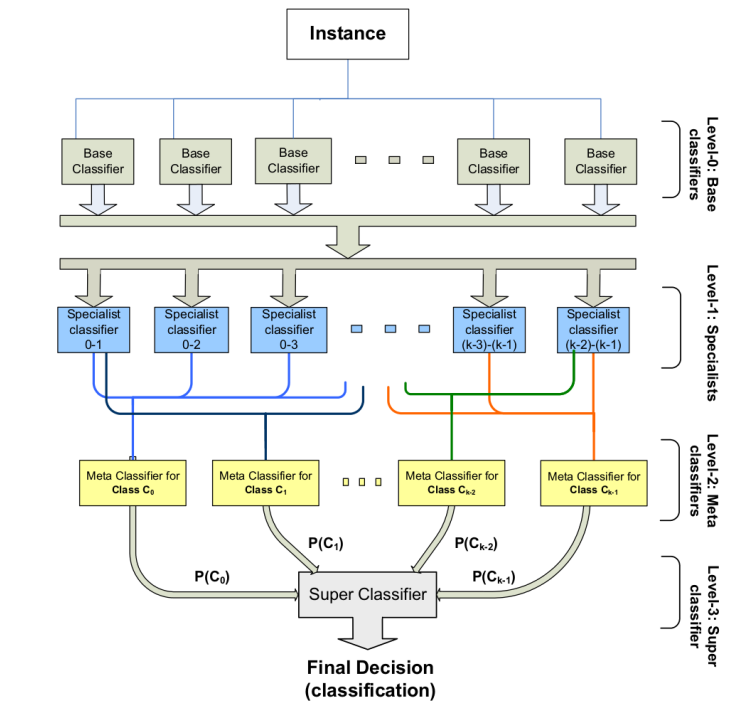 Instance
Base
Classifier
Base
Classifier
Base
Classifier
Base
Classifier
Base
Classifier
Level-0: Base
classifiers
Specialist
classifier
0-1
Specialist
classifier
0-2
Specialist
classifier
0-3
Specialist
classifier
(k-3)-(k-1)
Specialist
classifier
(k-2)-(k-1)
Level-1: Specialists
Meta Classifier for
Class C₀
Meta Classifier for
Class C₁
Meta Classifier for
Class Cₖ₋₂
Meta Classifier for
Class Cₖ₋₁
Level-2: Meta
classifiers
P(C₀)
P(C₁)
P(Cₖ₋₂)
P(Cₖ₋₁)
Super Classifier
Level-3: Super
classifier
Final Decision
(classification)